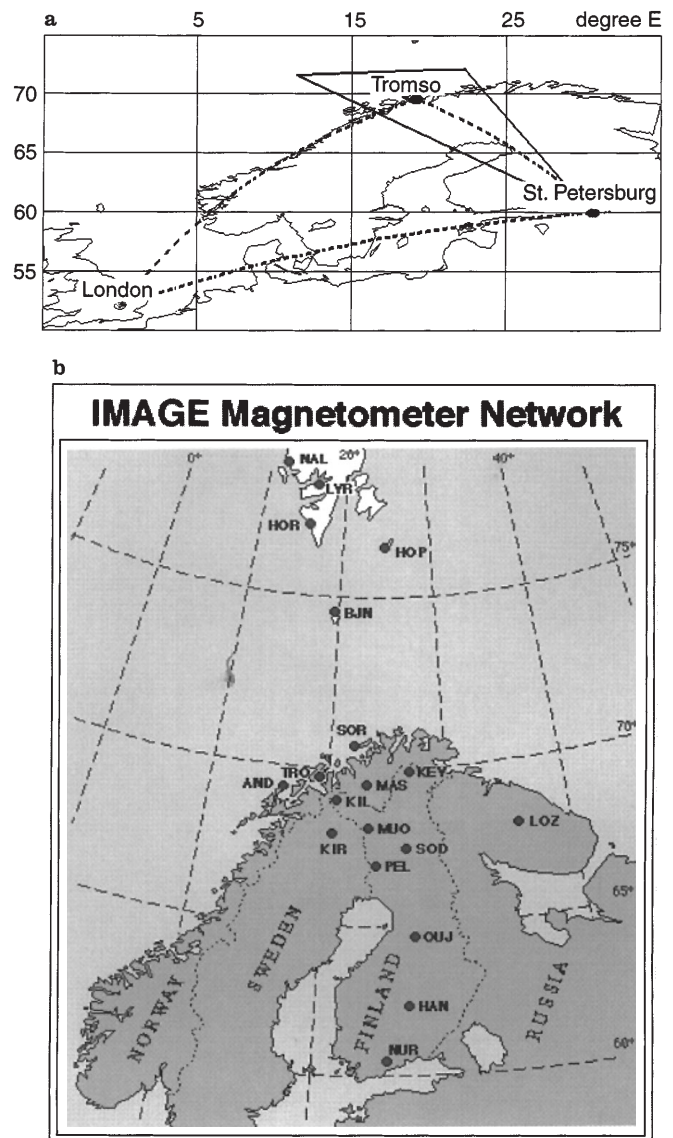 a 5 15 25 degree E
70
Tromso
65
St. Petersburg
60
55
London
b
IMAGE Magnetometer Network
0° 20° 40°
NAL
LYR
HOR
HOP
75°
BJN
70°
SOR
TRO
KEV
AND
MAS
KIL
LOZ
MUO
KIR
SOD
PEL
65°
OUJ
SWEDEN
FINLAND
NORWAY
RUSSIA
HAN
NUR
60°